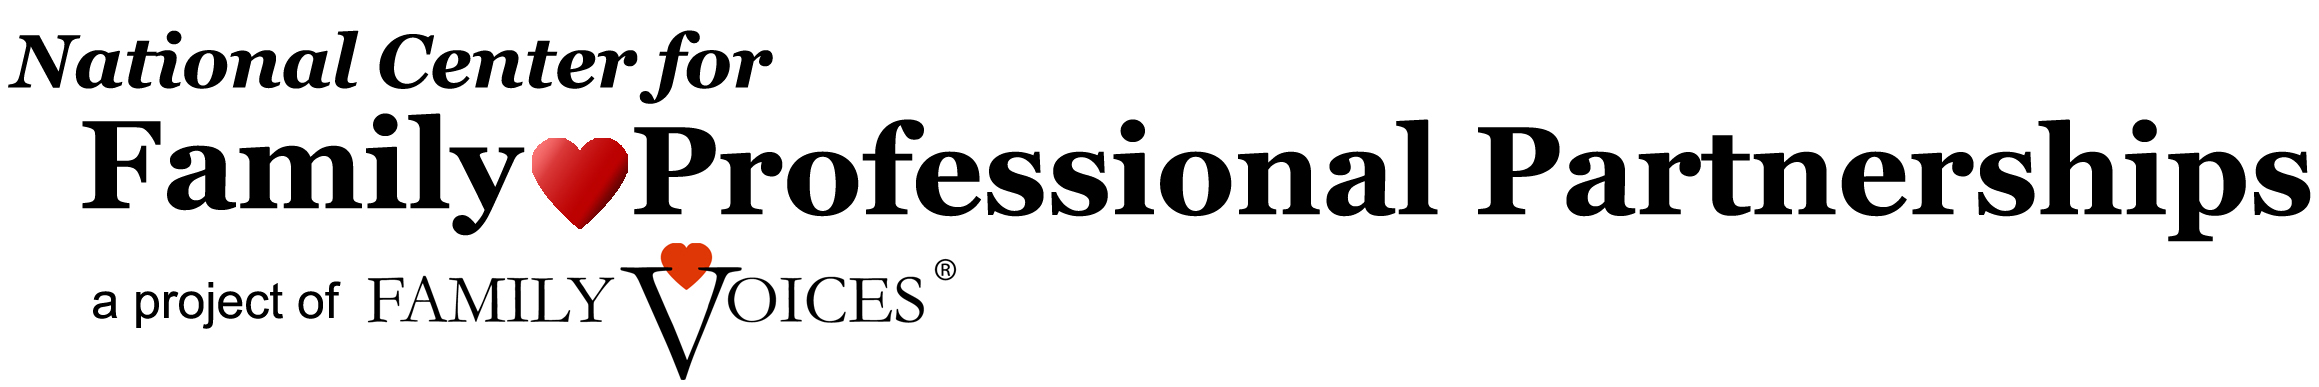 National Center for
Family Professional Partnerships
a project of FAMILY VOICES®